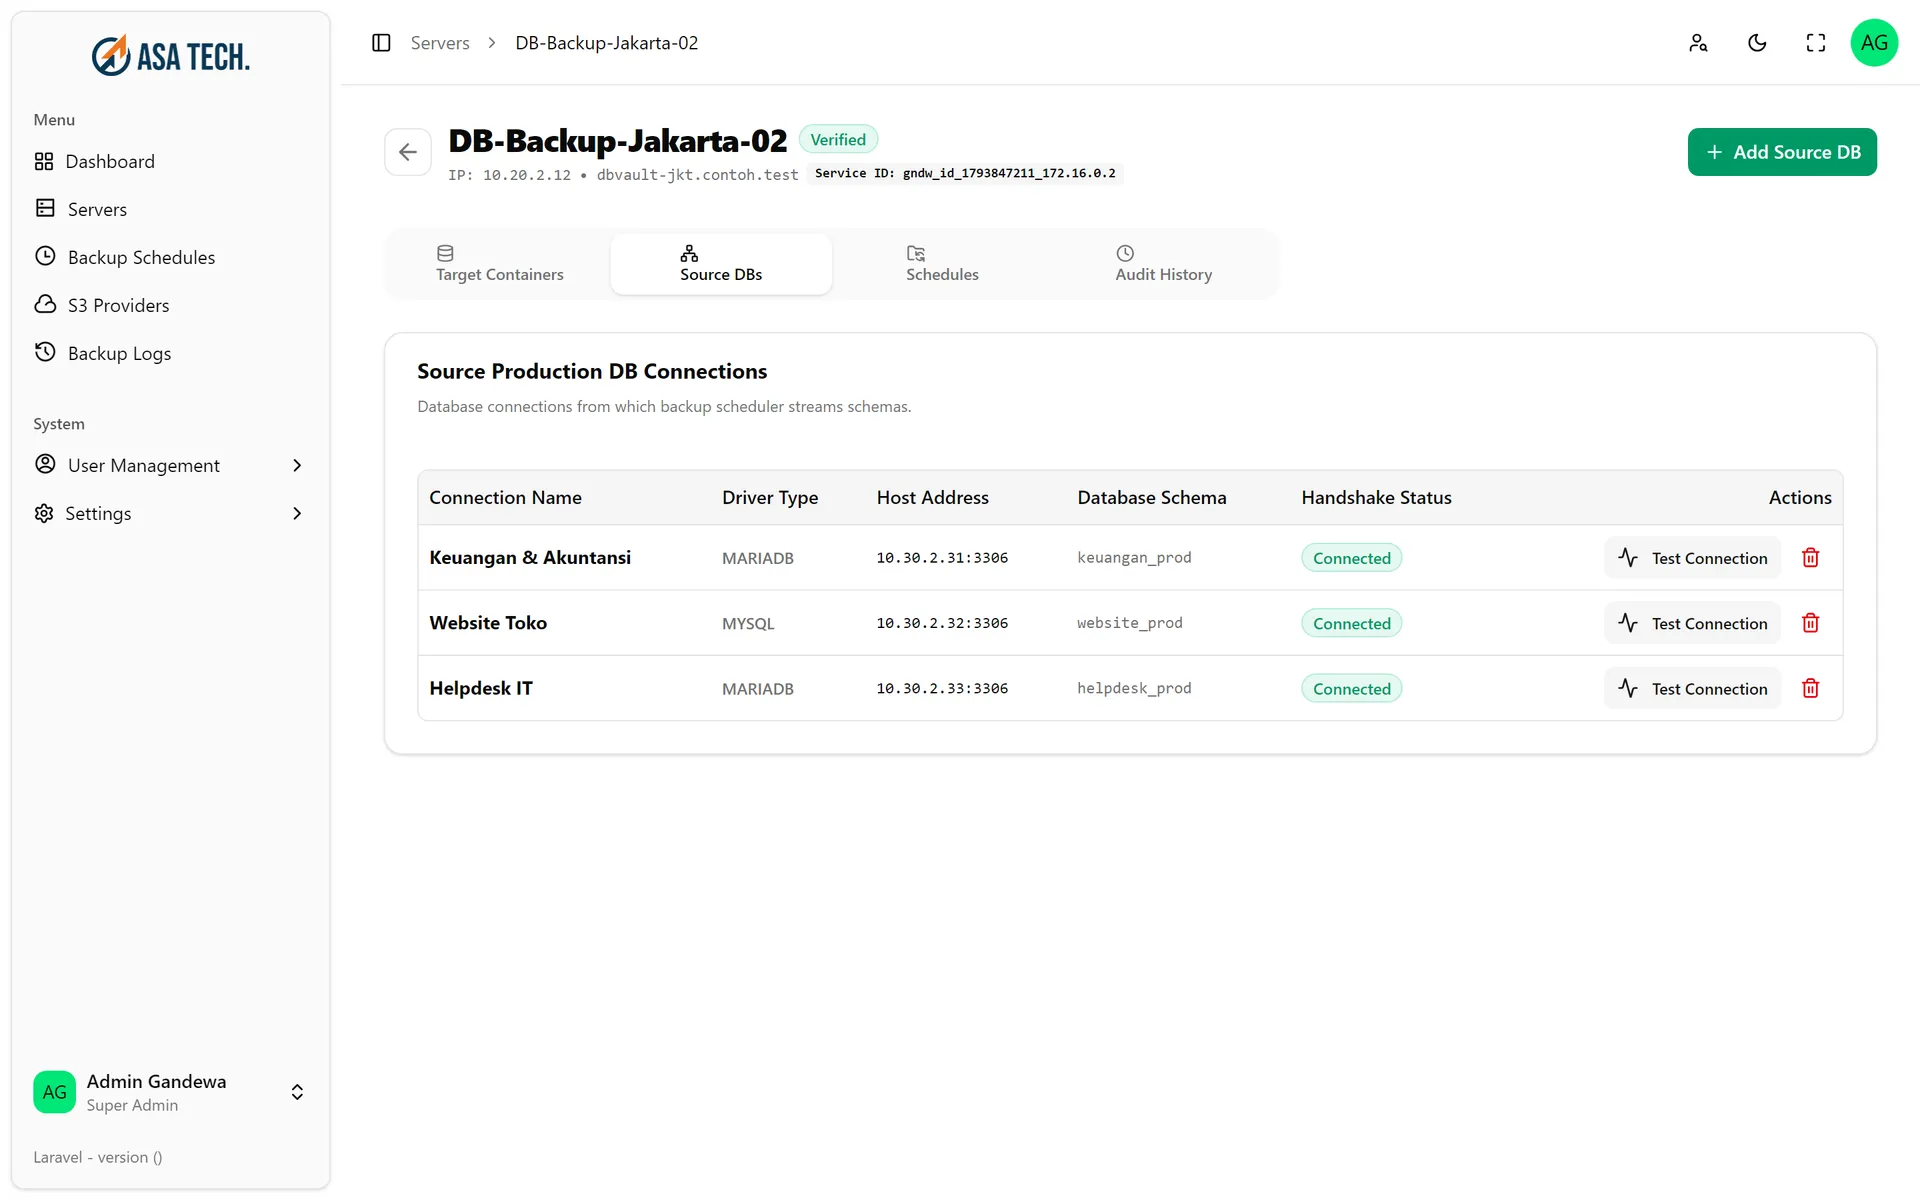 ASA TECH.
Menu
Dashboard
Servers
Backup Schedules
S3 Providers
Backup Logs
System
User Management
Settings
AG
Admin Gandewa
Super Admin
Laravel - version ()
Servers > DB-Backup-Jakarta-02
AG
DB-Backup-Jakarta-02 Verified
IP: 10.20.2.12 • dbvault-jkt.contoh.test Service ID: gndw_id_1793847211_172.16.0.2
+ Add Source DB
Target Containers
Source DBs
Schedules
Audit History
Source Production DB Connections
Database connections from which backup scheduler streams schemas.
Connection Name Driver Type Host Address Database Schema Handshake Status Actions
Keuangan & Akuntansi MARIADB 10.30.2.31:3306 keuangan_prod Connected Test Connection
Website Toko MYSQL 10.30.2.32:3306 website_prod Connected Test Connection
Helpdesk IT MARIADB 10.30.2.33:3306 helpdesk_prod Connected Test Connection